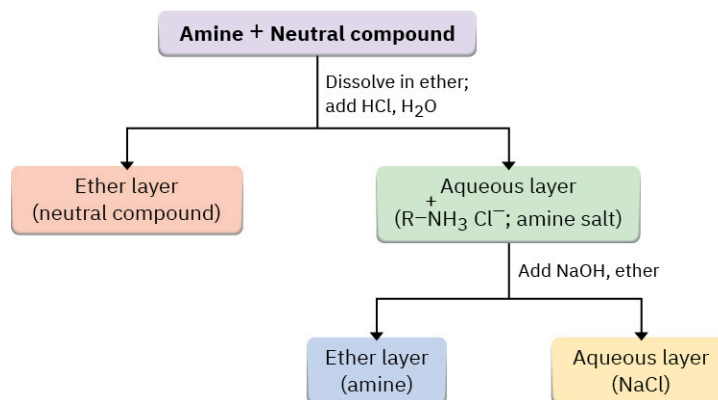 Amine + Neutral compound
Dissolve in ether;
add HCl, H₂O
Ether layer
(neutral compound)
Aqueous layer
(R–N⁺H₃ Cl⁻; amine salt)
Add NaOH, ether
Ether layer
(amine)
Aqueous layer
(NaCl)